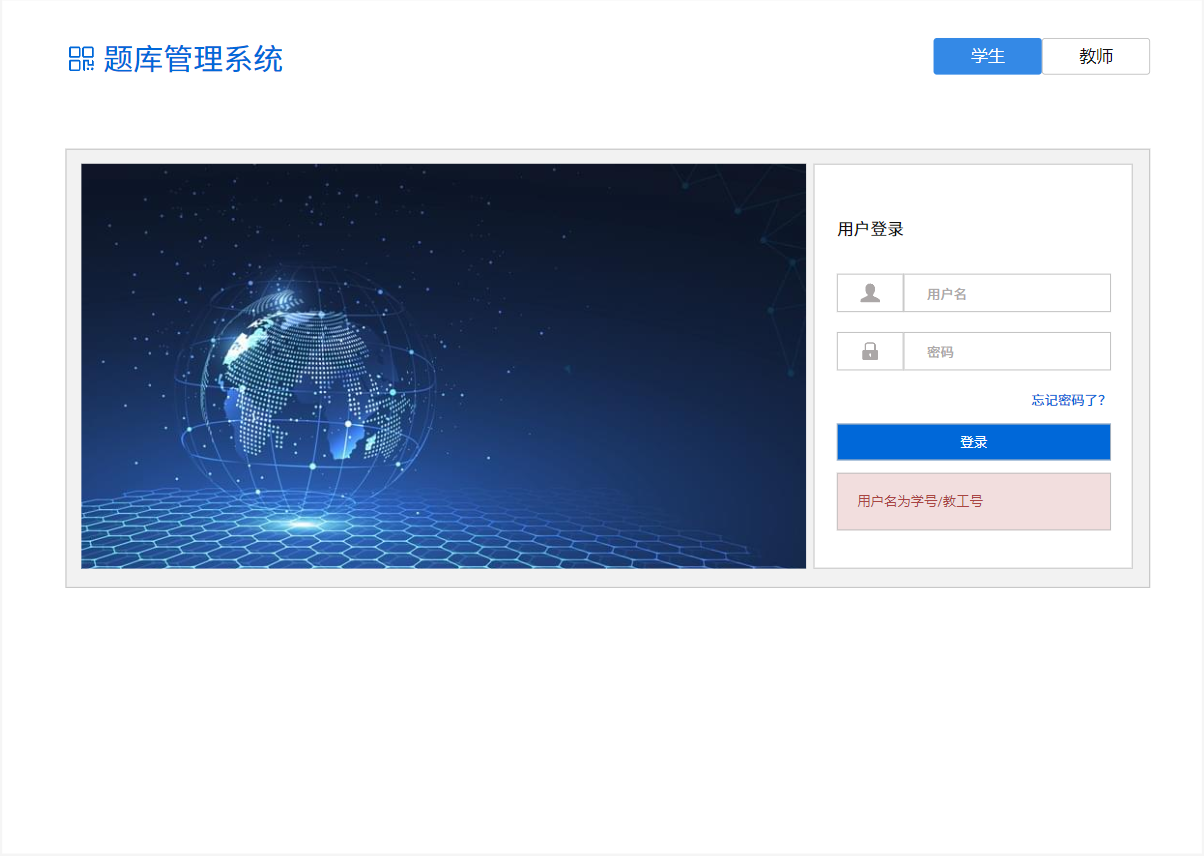 题库管理系统
学生
教师
用户登录
用户名
密码
忘记密码了?
登录
用户名为学号/教工号